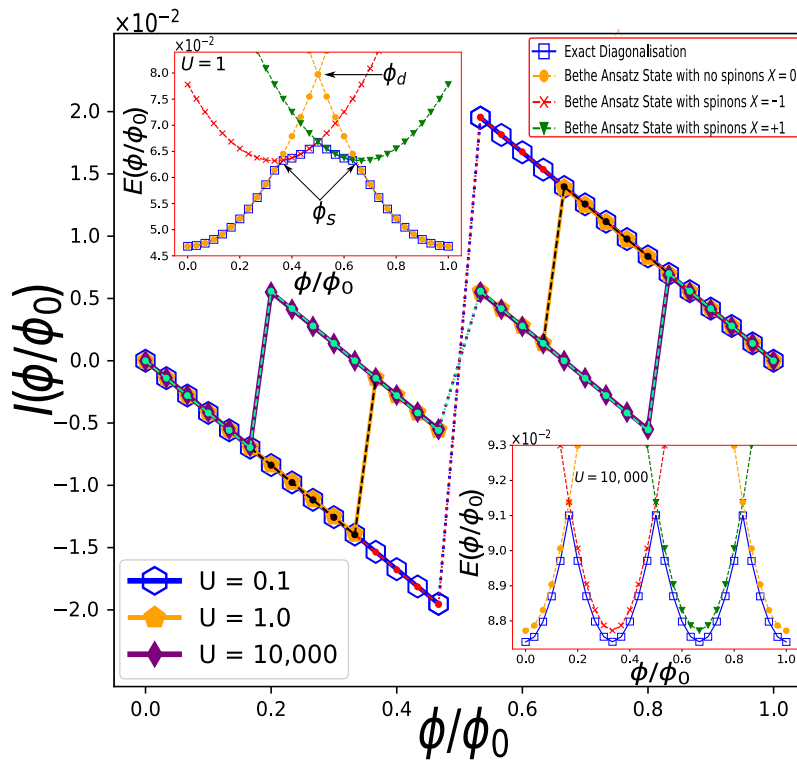 ×10⁻²
I(ϕ/ϕ₀)
2.0
1.5
1.0
0.5
0.0
−0.5
−1.0
−1.5
−2.0
0.0 0.2 0.4 0.6 0.8 1.0
ϕ/ϕ₀
Exact Diagonalisation
Bethe Ansatz State with no spinons X = 0
Bethe Ansatz State with spinons X = −1
Bethe Ansatz State with spinons X = +1
×10⁻²
U = 1
E(ϕ/ϕ₀)
8.0
7.5
7.0
6.5
6.0
5.5
5.0
4.5
ϕ_d
ϕ_S
0.0 0.2 0.4 0.6 0.8 1.0
ϕ/ϕ₀
×10⁻²
U = 10,000
E(ϕ/ϕ₀)
9.3
9.2
9.1
9.0
8.9
8.8
0.0 0.2 0.4 0.6 0.8 1.0
ϕ/ϕ₀
U = 0.1
U = 1.0
U = 10,000